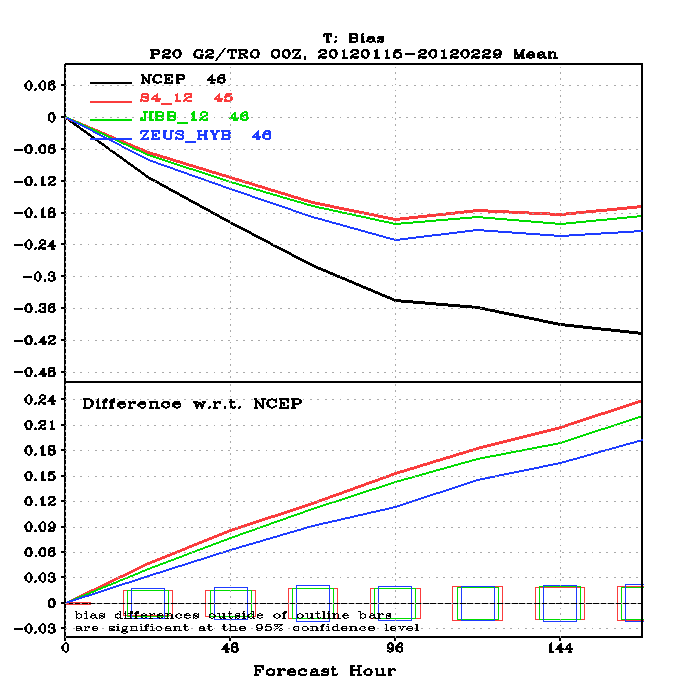 T: Bias
P20 G2/TRO 00Z, 20120115-20120229 Mean
NCEP 46
S4_12 45
JIBB_12 46
ZEUS_HYB 46
0.06
0
-0.06
-0.12
-0.18
-0.24
-0.3
-0.36
-0.42
-0.48
Difference w.r.t. NCEP
0.24
0.21
0.18
0.15
0.12
0.09
0.06
0.03
0
-0.03
bias differences outside of outline bars
are significant at the 95% confidence level
0 48 96 144
Forecast Hour